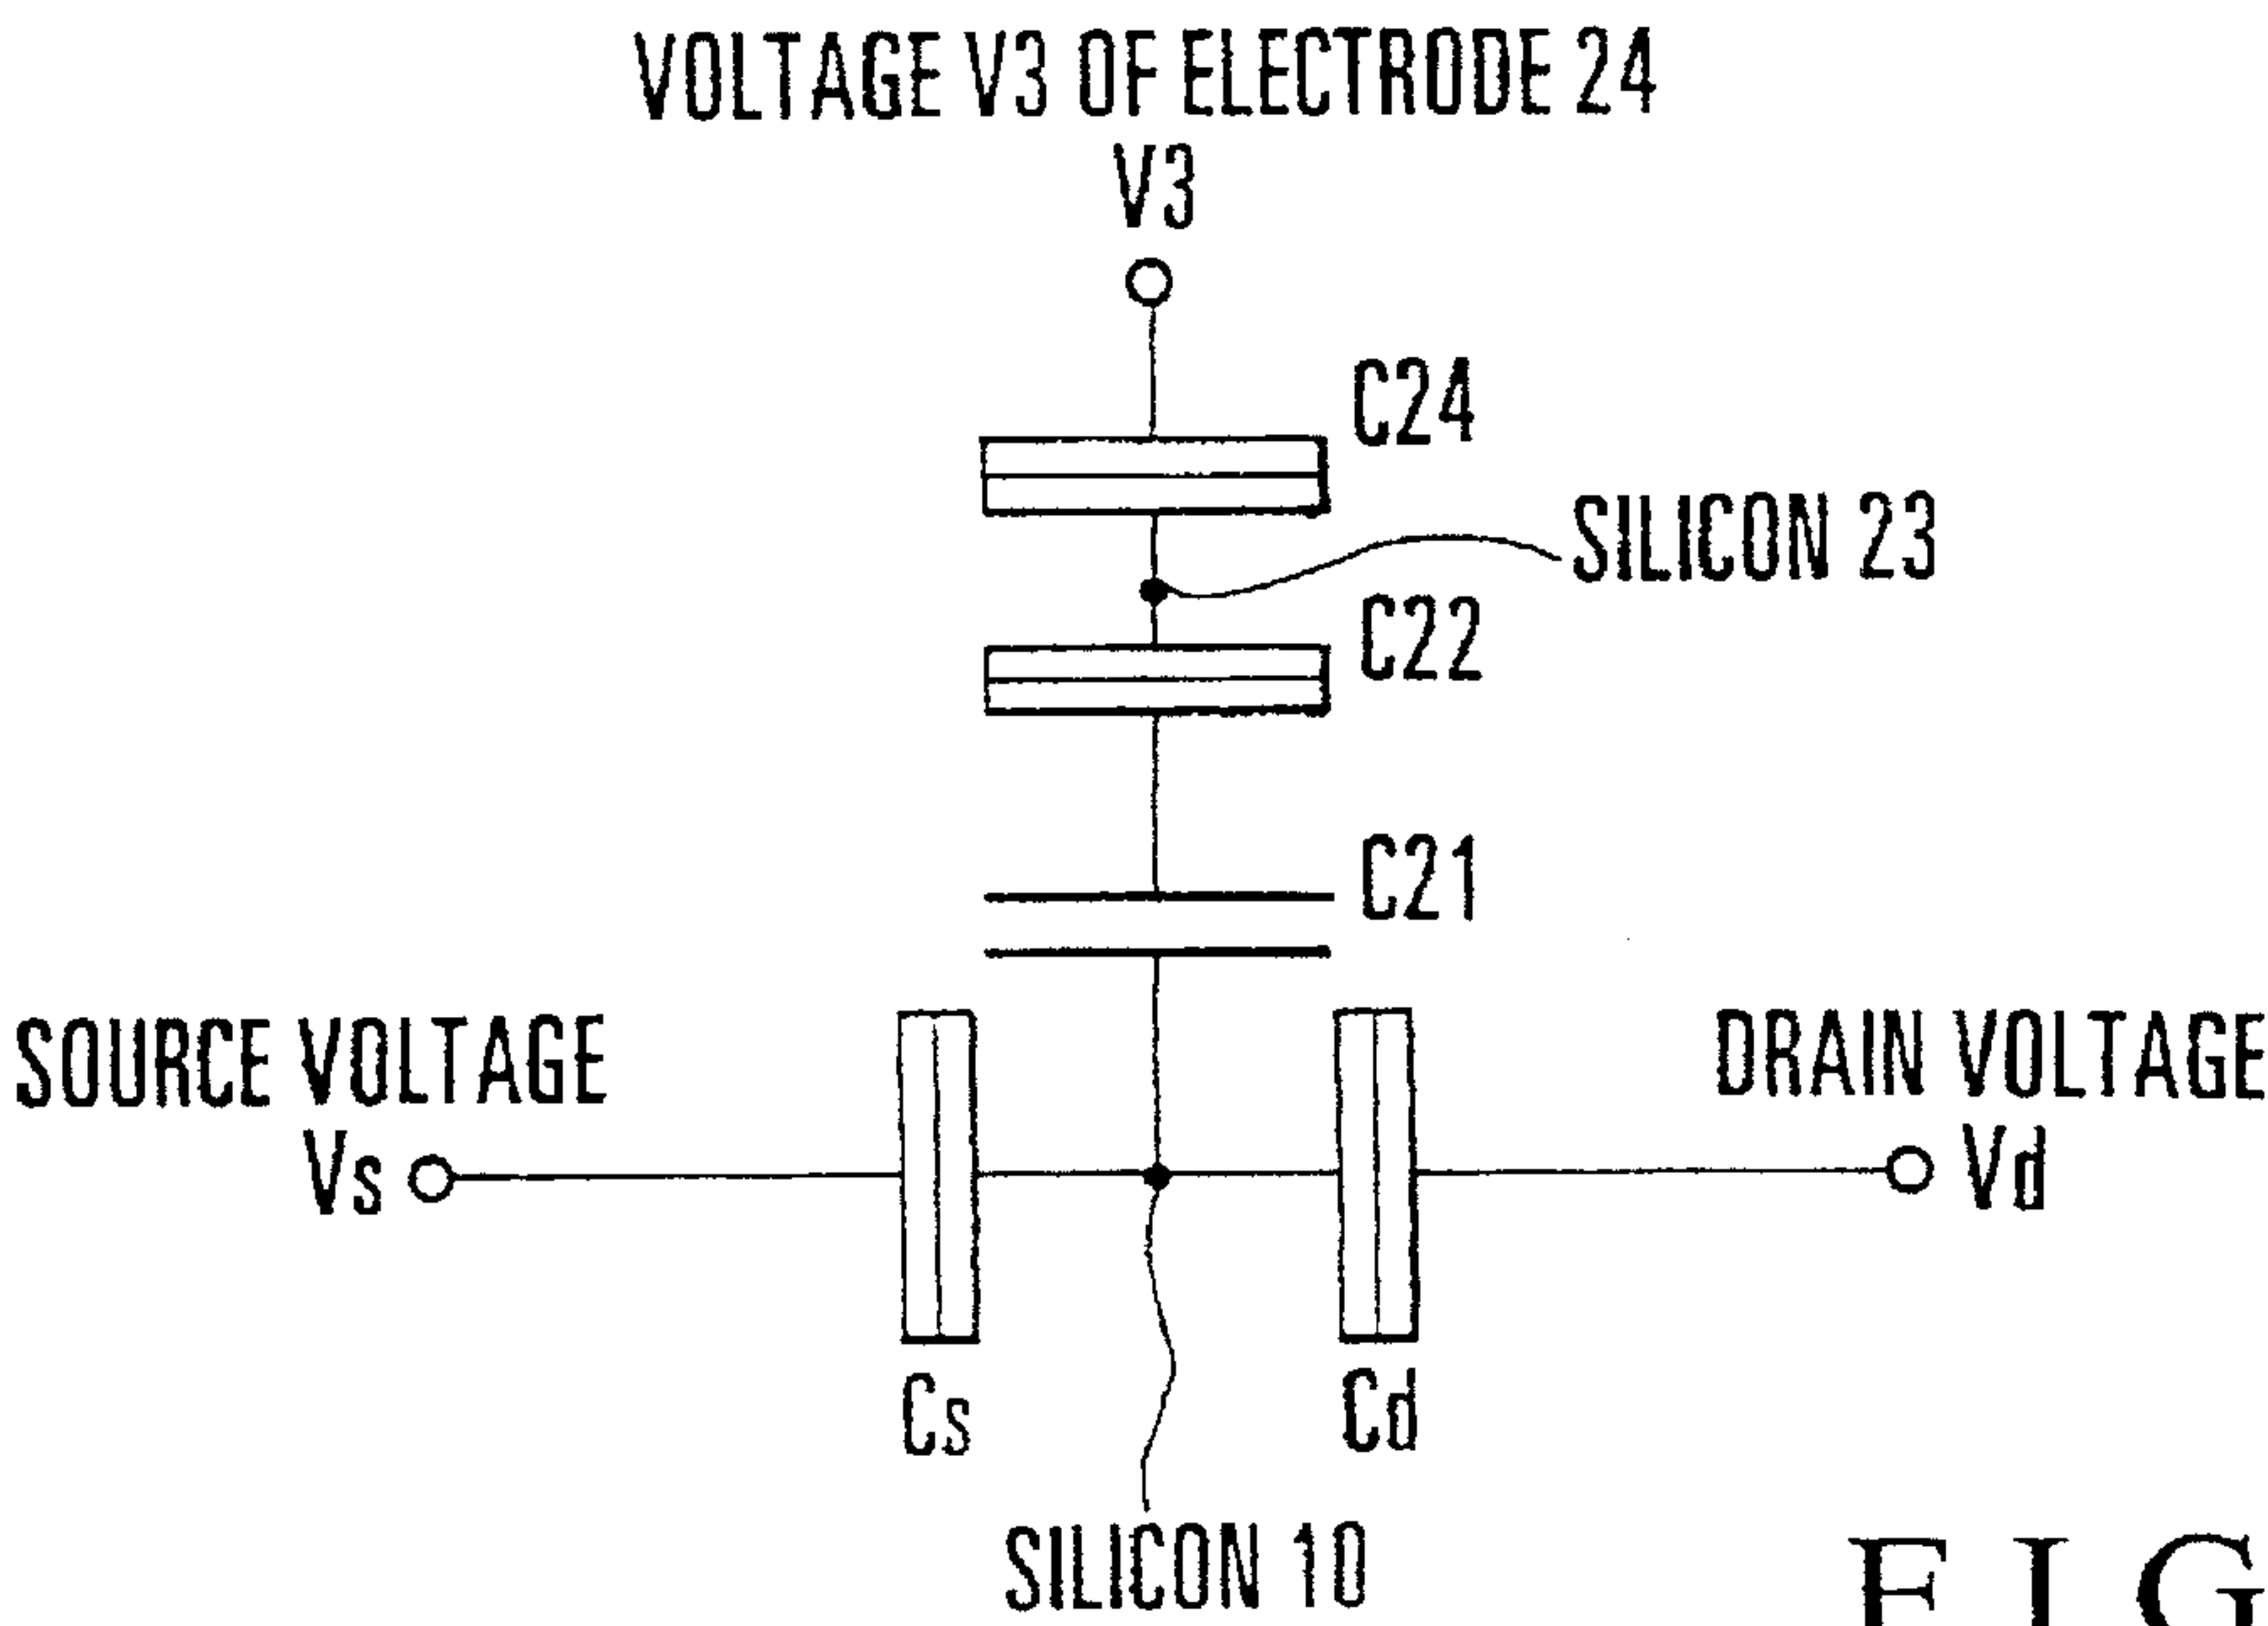 VOLTAGE V3 OF ELECTRODE 24
V3
C24
SILICON 23
C22
C21
SOURCE VOLTAGE
DRAIN VOLTAGE
Vs
Vd
Cs
Cd
SILICON 10
FIG